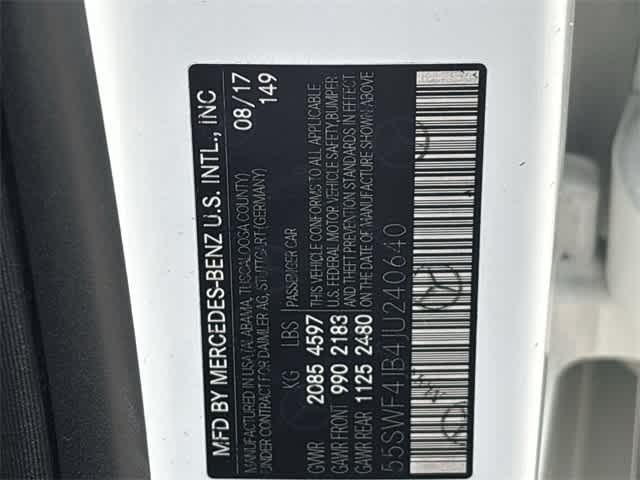 MFD BY MERCEDES-BENZ U.S. INTL., INC
MANUFACTURED IN USA (ALABAMA, TUSCALOOSA COUNTY) 08/17
UNDER CONTRACT FOR DAIMLER AG, STUTTGART (GERMANY) 149
KG LBS PASSENGER CAR
GVWR 2085 4597 THIS VEHICLE CONFORMS TO ALL APPLICABLE
GAWR FRONT 990 2183 U.S. FEDERAL MOTOR VEHICLE SAFETY, BUMPER,
GAWR REAR 1125 2480 AND THEFT PREVENTION STANDARDS IN EFFECT
ON THE DATE OF MANUFACTURE SHOWN ABOVE
55SWF4JB4JU240640